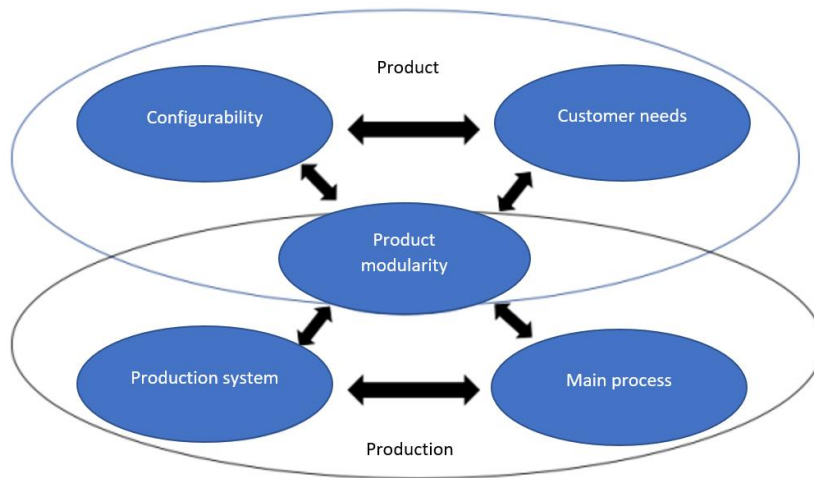 Product
Configurability
Customer needs
Product
modularity
Production system
Main process
Production